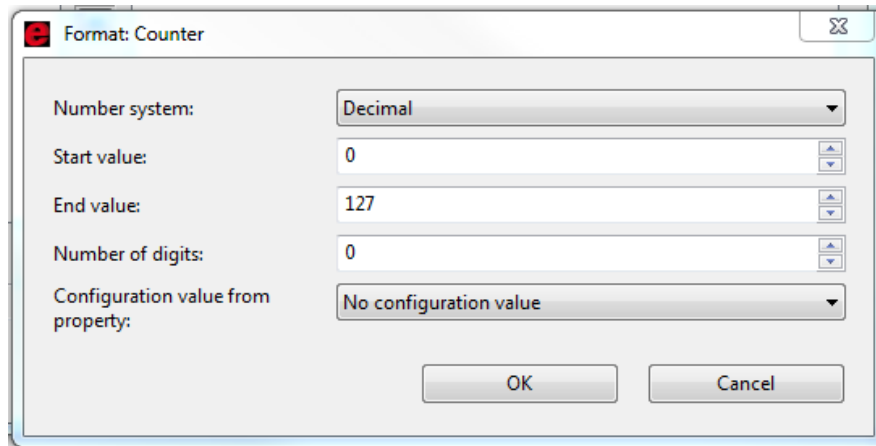 Format: Counter
Number system:
Decimal
Start value:
0
End value:
127
Number of digits:
0
Configuration value from
property:
No configuration value
OK
Cancel